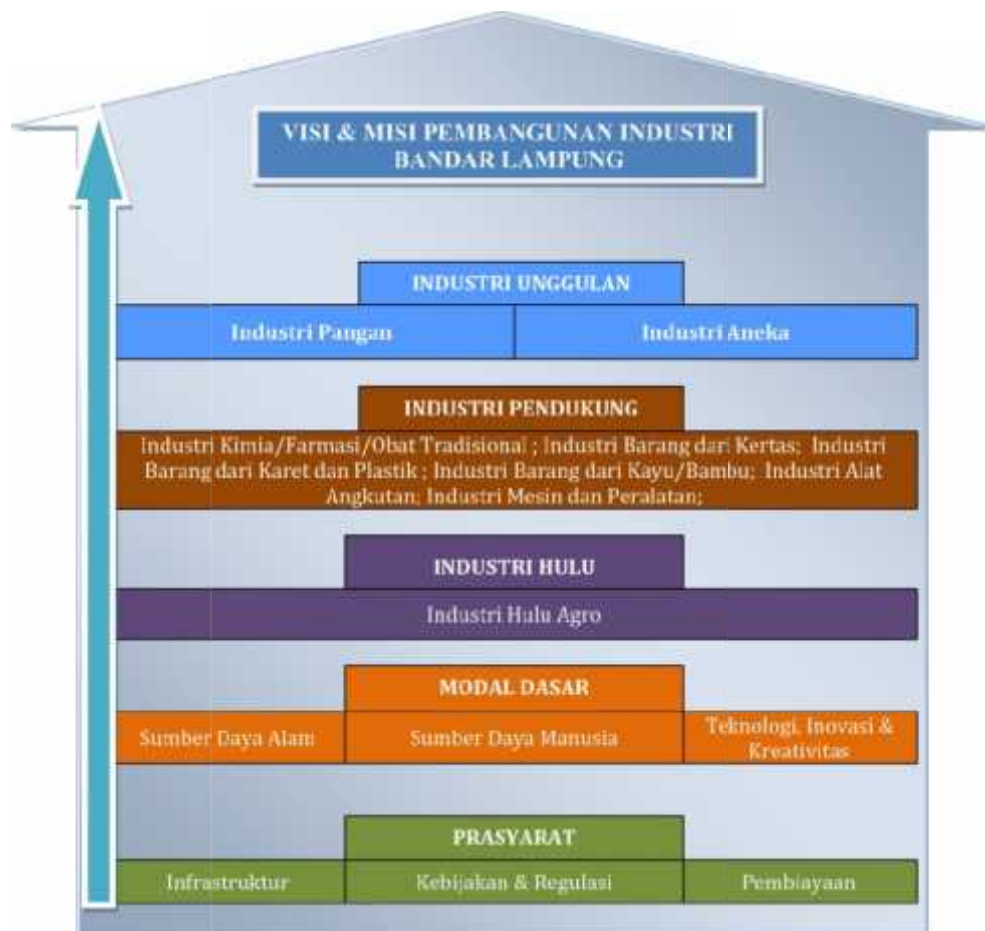 VISI & MISI PEMBANGUNAN INDUSTRI
BANDAR LAMPUNG
INDUSTRI UNGGULAN
Industri Pangan
Industri Aneka
INDUSTRI PENDUKUNG
Industri Kimia/Farmasi/Obat Tradisional ; Industri Barang dari Kertas; Industri
Barang dari Karet dan Plastik ; Industri Barang dari Kayu/Bambu; Industri Alat
Angkutan; Industri Mesin dan Peralatan;
INDUSTRI HULU
Industri Hulu Agro
MODAL DASAR
Sumber Daya Alam
Sumber Daya Manusia
Teknologi, Inovasi &
Kreativitas
PRASYARAT
Infrastruktur
Kebijakan & Regulasi
Pembiayaan